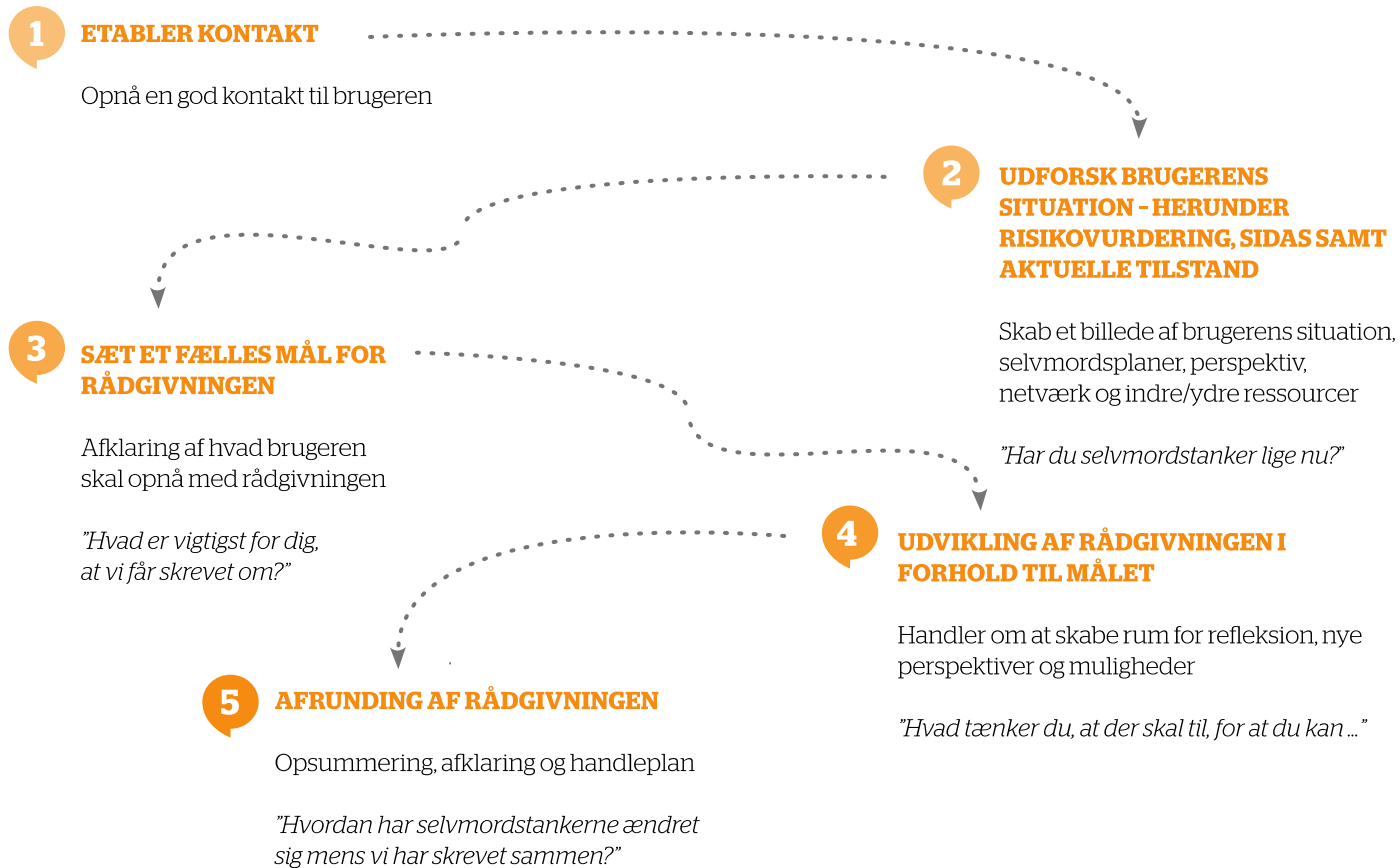 1
ETABLER KONTAKT
Opnå en god kontakt til brugeren
2
UDFORSK BRUGERENS
SITUATION – HERUNDER
RISIKOVURDERING, SIDAS SAMT
AKTUELLE TILSTAND
Skab et billede af brugerens situation,
selvmordsplaner, perspektiv,
netværk og indre/ydre ressourcer
”Har du selvmordstanker lige nu?”
3
SÆT ET FÆLLES MÅL FOR
RÅDGIVNINGEN
Afklaring af hvad brugeren
skal opnå med rådgivningen
”Hvad er vigtigst for dig,
at vi får skrevet om?”
4
UDVIKLING AF RÅDGIVNINGEN I
FORHOLD TIL MÅLET
Handler om at skabe rum for refleksion, nye
perspektiver og muligheder
”Hvad tænker du, at der skal til, for at du kan ...”
5
AFRUNDING AF RÅDGIVNINGEN
Opsummering, afklaring og handleplan
”Hvordan har selvmordstankerne ændret
sig mens vi har skrevet sammen?”